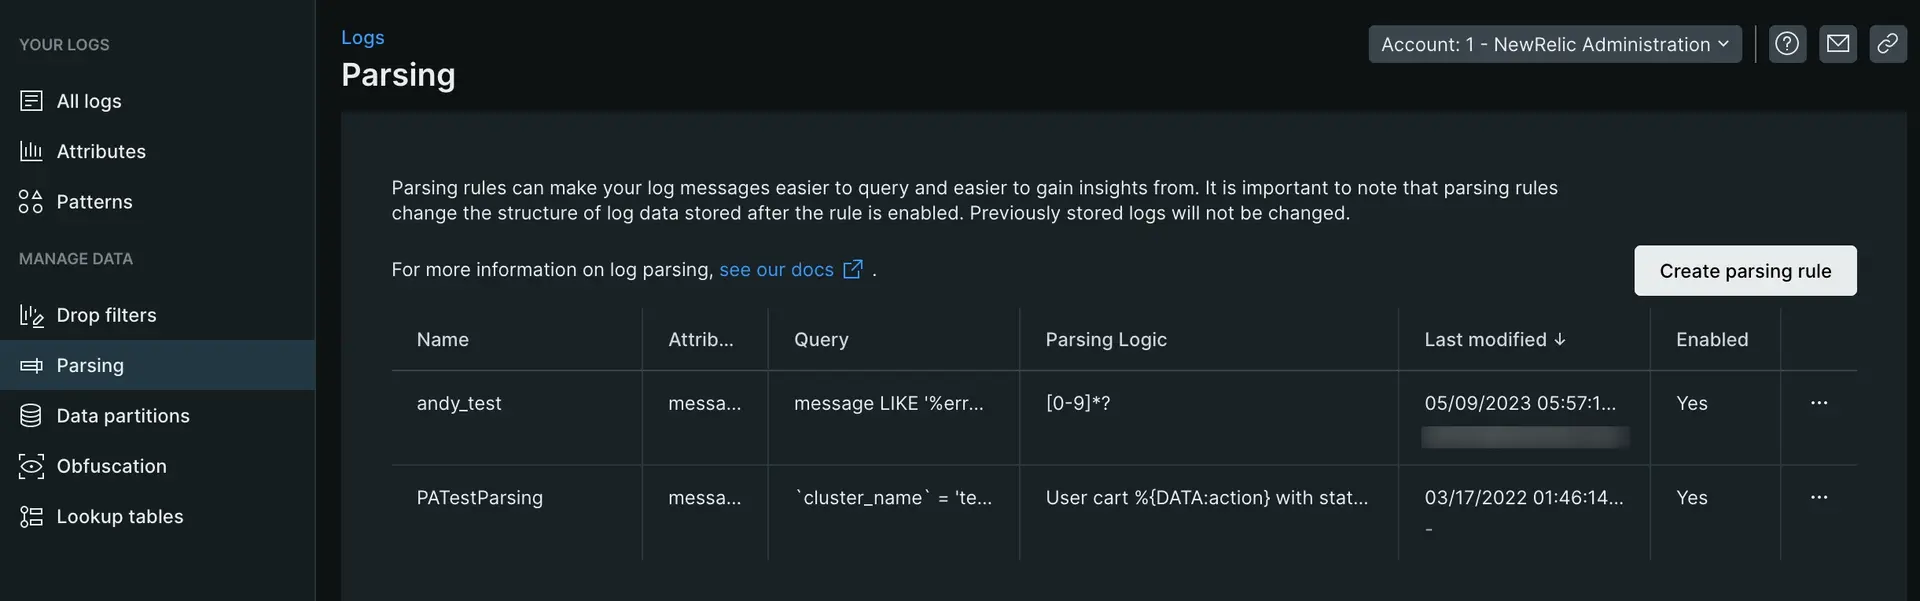 YOUR LOGS
All logs
Attributes
Patterns
MANAGE DATA
Drop filters
Parsing
Data partitions
Obfuscation
Lookup tables
Logs
Parsing
Account: 1 - NewRelic Administration
Parsing rules can make your log messages easier to query and easier to gain insights from. It is important to note that parsing rules
change the structure of log data stored after the rule is enabled. Previously stored logs will not be changed.
For more information on log parsing, see our docs .
Create parsing rule
Name Attrib... Query Parsing Logic Last modified ↓ Enabled
andy_test messa... message LIKE '%err... [0-9]*? 05/09/2023 05:57:1... Yes ...
PATestParsing messa... `cluster_name` = 'te... User cart %{DATA:action} with stat... 03/17/2022 01:46:14... Yes ...
-